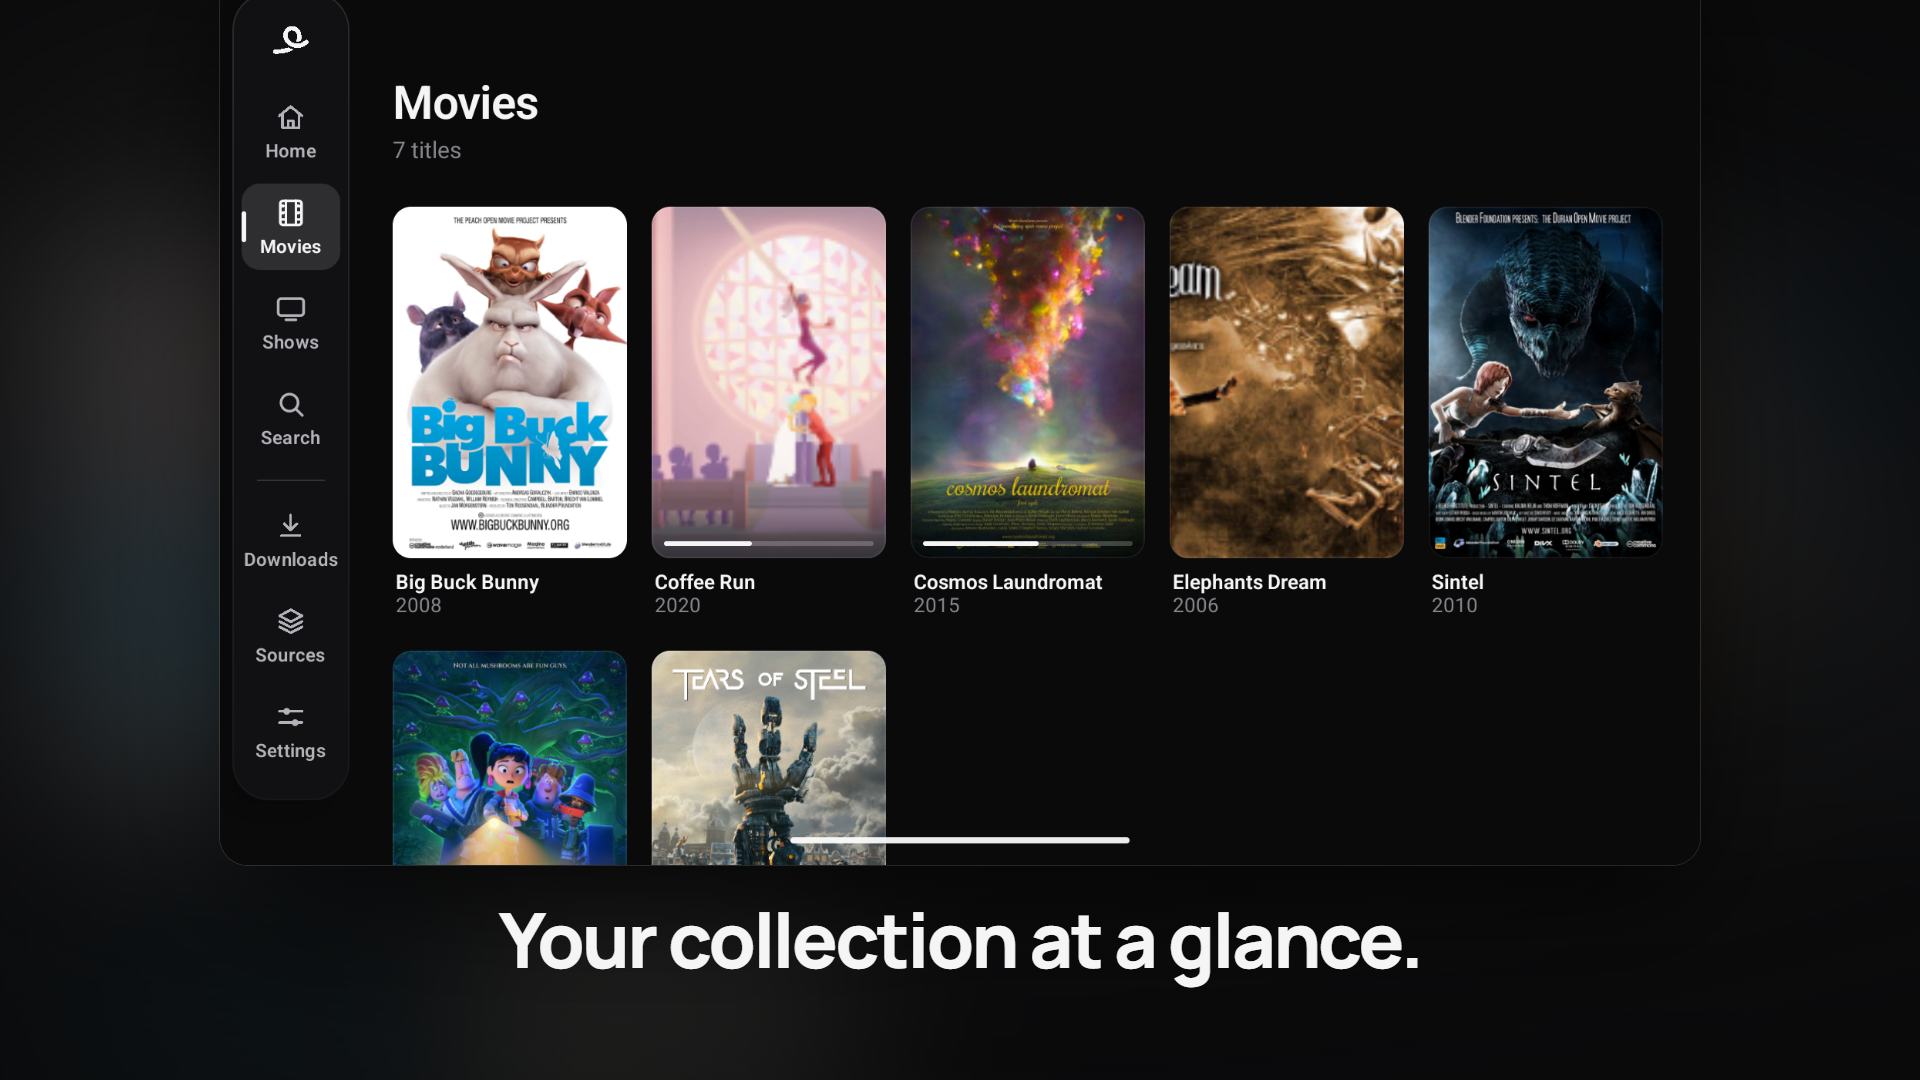 Home
Movies
Shows
Search
Downloads
Sources
Settings
Movies
7 titles
THE PEACH OPEN MOVIE PROJECT PRESENTS
Big Buck
BUNNY
WWW.BIGBUCKBUNNY.ORG
Big Buck Bunny
2008
Coffee Run
2020
cosmos laundromat
Cosmos Laundromat
2015
eam.
Elephants Dream
2006
BLENDER FOUNDATION PRESENTS: THE DURIAN OPEN MOVIE PROJECT
SINTEL
WWW.SINTEL.ORG
Sintel
2010
NOT ALL MUSHROOMS ARE FUN GUYS.
TEARS OF STEEL
Your collection at a glance.